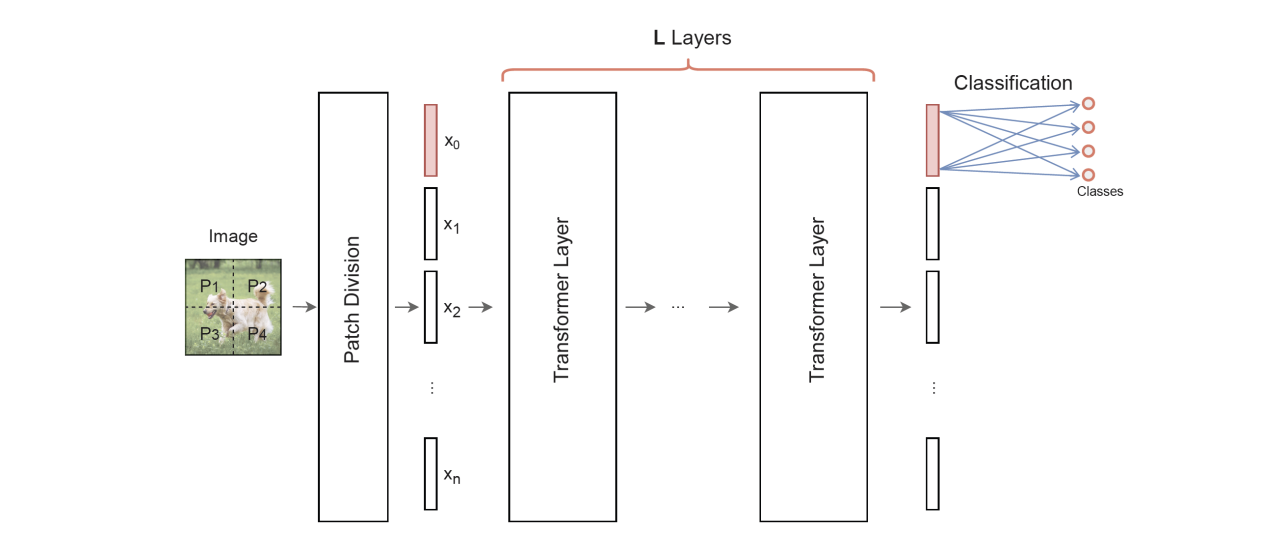 L Layers
Classification
Classes
Image
P1
P2
P3
P4
Patch Division
x0
x1
x2
⋮
xn
Transformer Layer
...
Transformer Layer
⋮